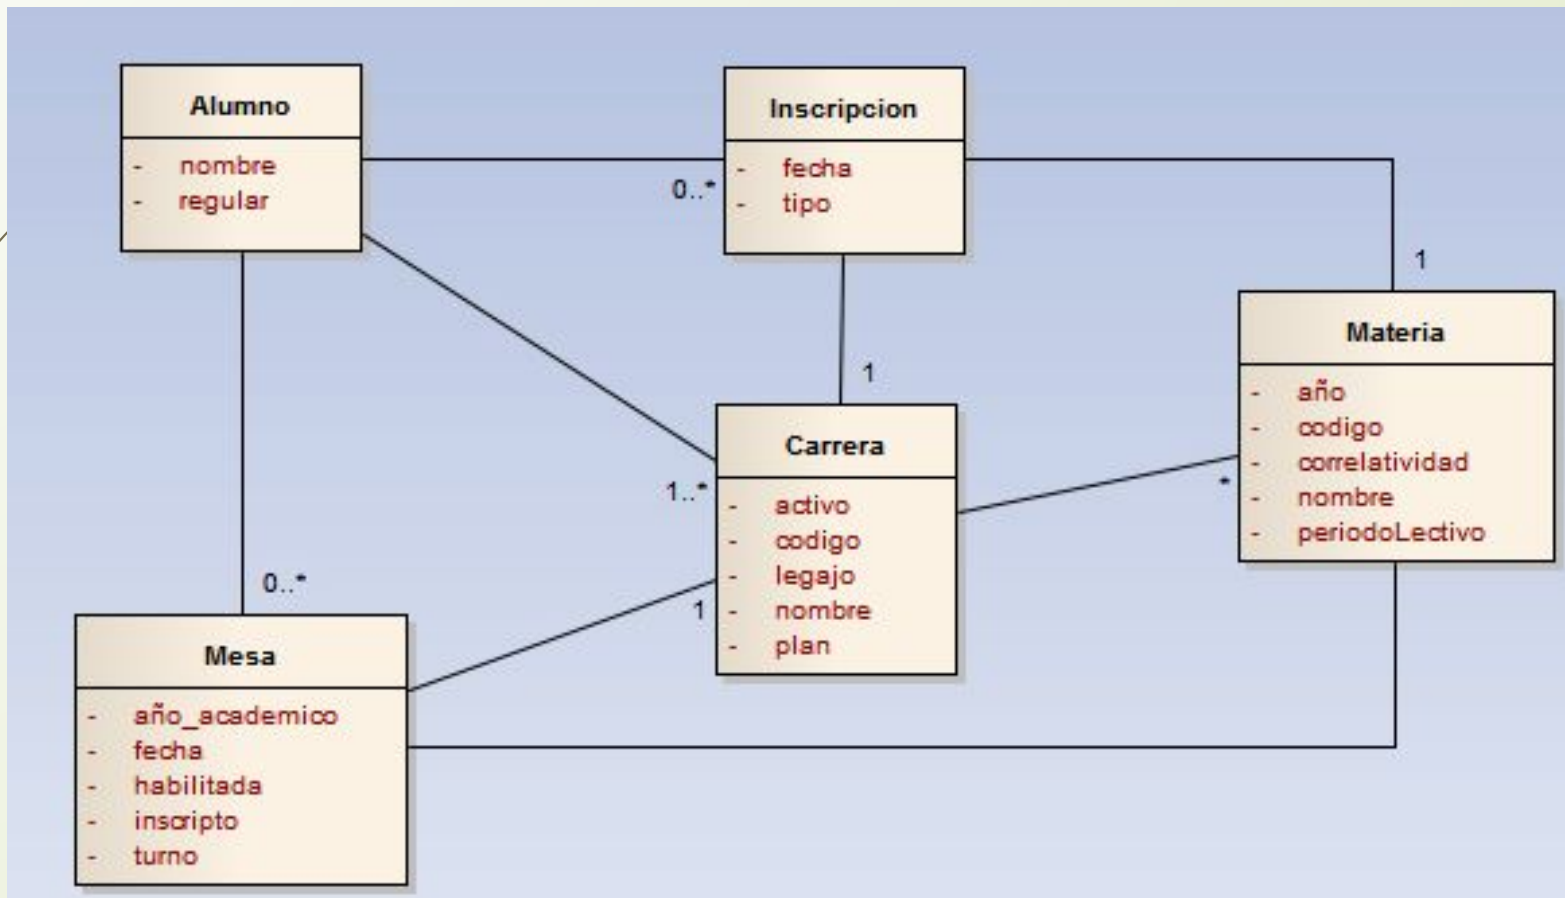 Alumno
- nombre
- regular
0..*
Inscripcion
- fecha
- tipo
1
Materia
- año
- codigo
- correlatividad
- nombre
- periodoLectivo
*
1
Carrera
- activo
- codigo
- legajo
- nombre
- plan
1..*
1
0..*
Mesa
- año_academico
- fecha
- habilitada
- inscripto
- turno